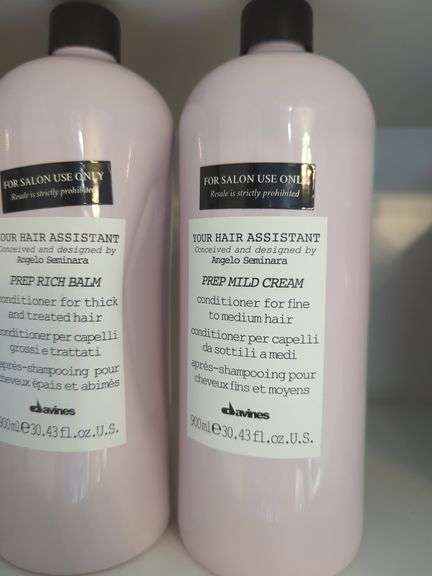 FOR SALON USE ONLY
Resale is strictly prohibited
YOUR HAIR ASSISTANT
Conceived and designed by
Angelo Seminara
PREP RICH BALM
conditioner for thick
and treated hair
conditioner per capelli
grossi e trattati
après-shampooing pour
cheveux épais et abimés
davines
900ml e 30.43 fl.oz.U.S.
FOR SALON USE ONLY
Resale is strictly prohibited
YOUR HAIR ASSISTANT
Conceived and designed by
Angelo Seminara
PREP MILD CREAM
conditioner for fine
to medium hair
conditioner per capelli
da sottili a medi
après-shampooing pour
cheveux fins et moyens
davines
900ml e 30.43 fl.oz.U.S.